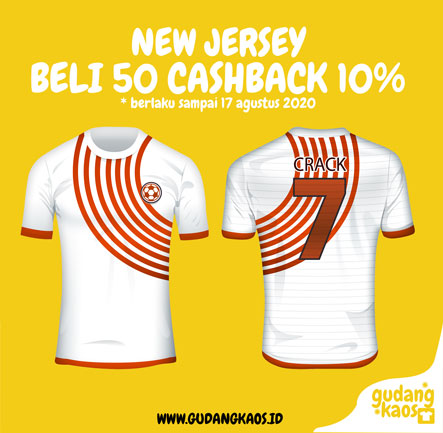 NEW JERSEY
BELI 50 CASHBACK 10%
* berlaku sampai 17 agustus 2020
CRACK
7
gudang
kaos
WWW.GUDANGKAOS.ID